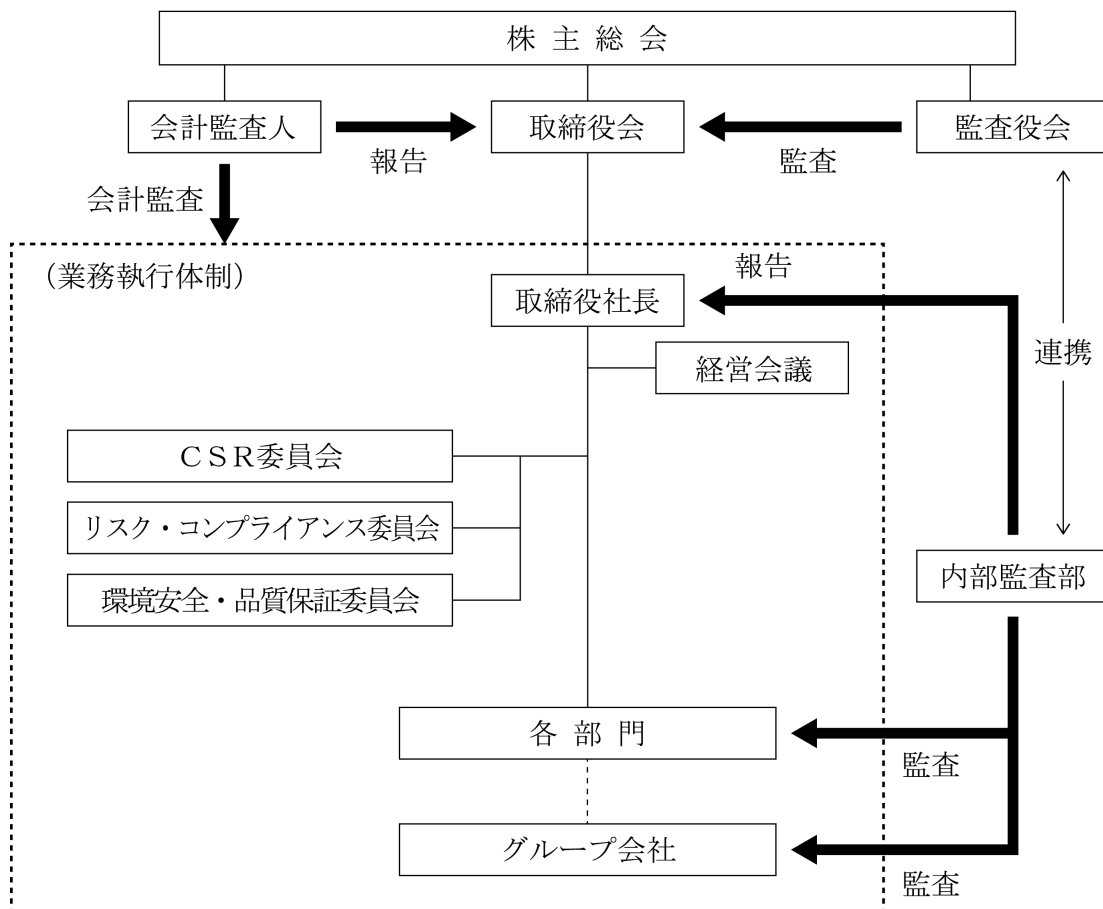 株主総会
会計監査人
取締役会
監査役会
報告
監査
会計監査
（業務執行体制）
報告
取締役社長
連携
経営会議
ＣＳＲ委員会
リスク・コンプライアンス委員会
内部監査部
環境安全・品質保証委員会
各部門
監査
グループ会社
監査